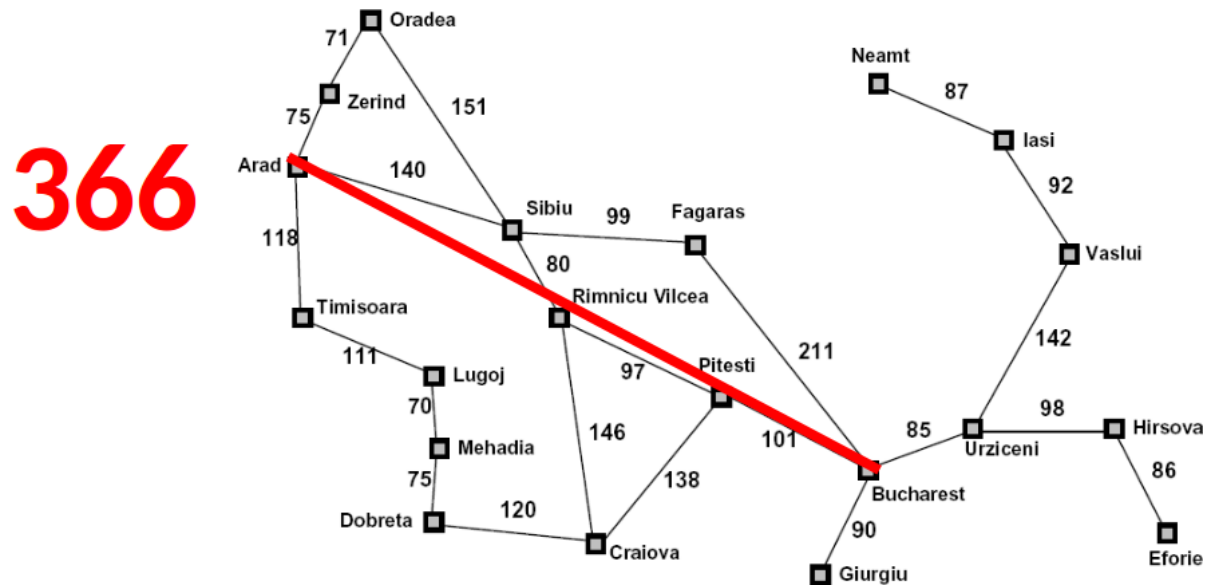 Oradea
71
Neamt
87
Zerind
75
151
366
Iasi
Arad
140
92
Sibiu
99
Fagaras
118
Vaslui
80
Rimnicu Vilcea
Timisoara
142
211
111
Pitesti
97
Lugoj
70
98
Hirsova
85
146
101
Urziceni
Mehadia
86
75
138
Bucharest
120
Dobreta
90
Craiova
Eforie
Giurgiu